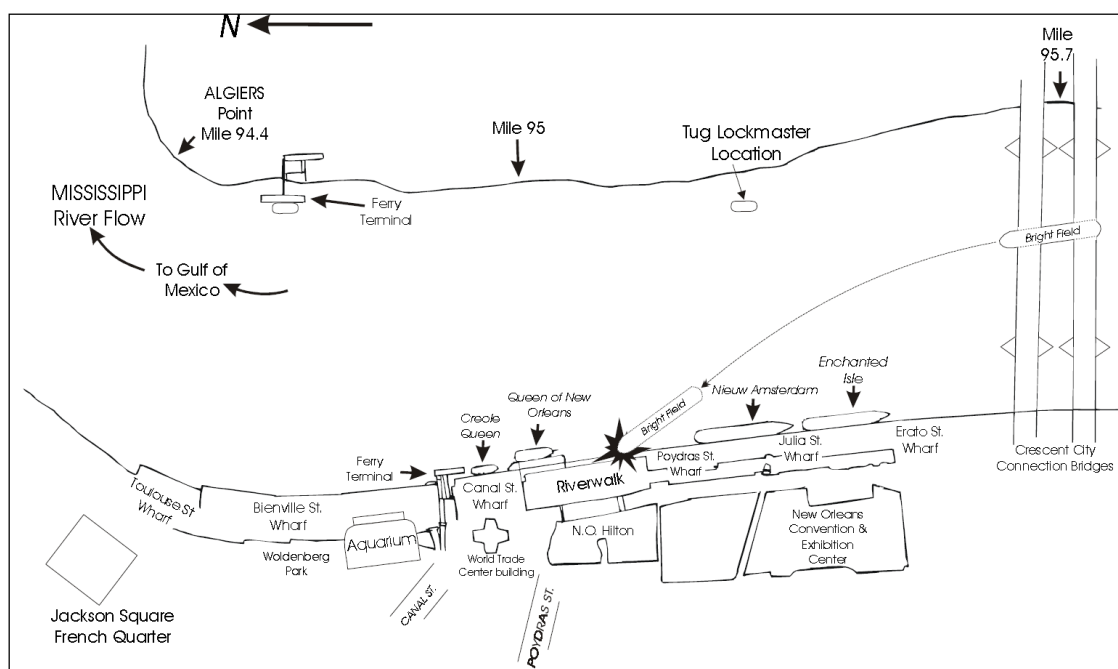 N
Mile
95.7
ALGIERS
Point
Mile 94.4
Mile 95
Tug Lockmaster
Location
MISSISSIPPI
River Flow
Ferry
Terminal
Bright Field
To Gulf of
Mexico
Enchanted
Isle
Nieuw Amsterdam
Queen of New
Orleans
Creole
Queen
Bright Field
Erato St.
Wharf
Julia St.
Wharf
Poydras St.
Wharf
Crescent City
Connection Bridges
Ferry
Terminal
Canal St.
Wharf
Riverwalk
Toulouse St
Wharf
Bienville St.
Wharf
Aquarium
Woldenberg
Park
World Trade
Center building
N.O. Hilton
New Orleans
Convention &
Exhibition
Center
CANAL ST.
POYDRAS ST.
Jackson Square
French Quarter